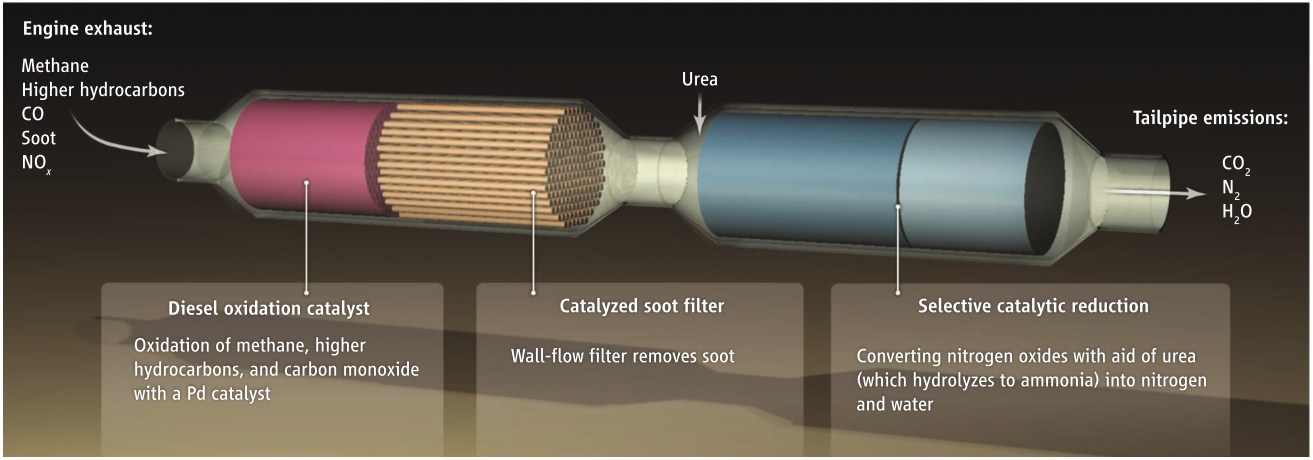 Engine exhaust:
Methane
Higher hydrocarbons
CO
Soot
NOₓ
Urea
Tailpipe emissions:
CO₂
N₂
H₂O
Diesel oxidation catalyst
Oxidation of methane, higher
hydrocarbons, and carbon monoxide
with a Pd catalyst
Catalyzed soot filter
Wall-flow filter removes soot
Selective catalytic reduction
Converting nitrogen oxides with aid of urea
(which hydrolyzes to ammonia) into nitrogen
and water